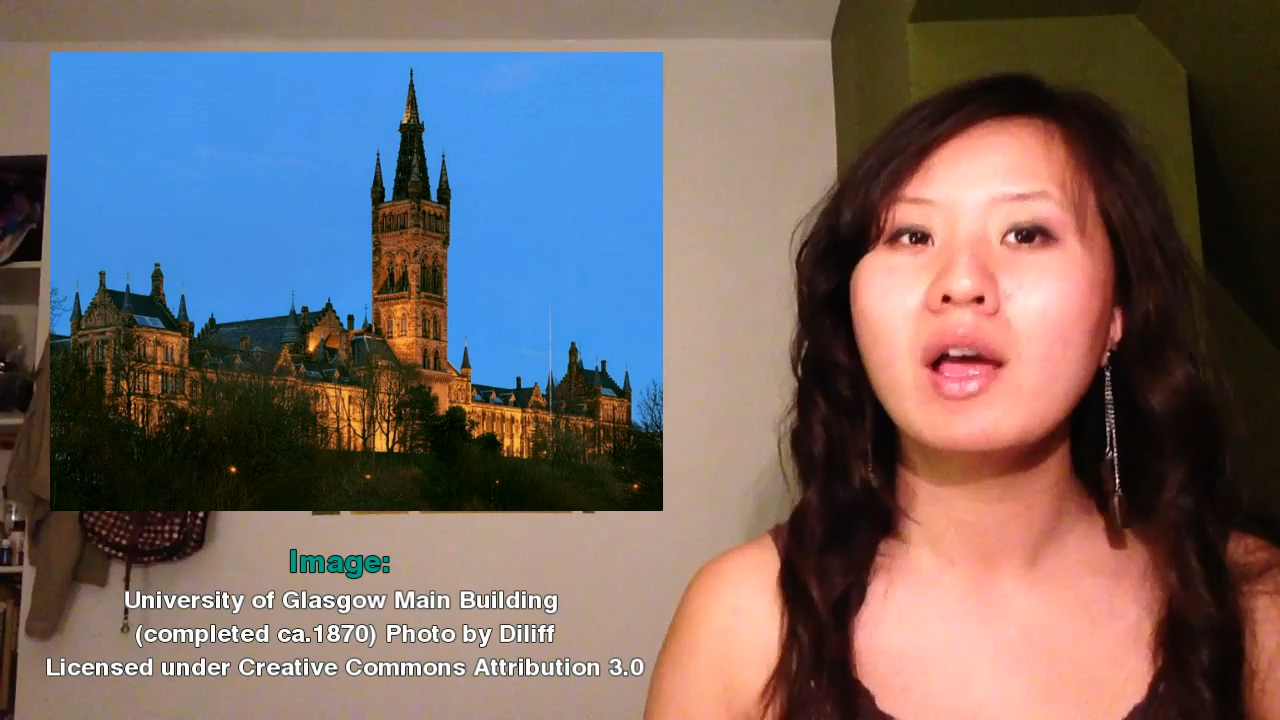 Image:
University of Glasgow Main Building
(completed ca.1870) Photo by Diliff
Licensed under Creative Commons Attribution 3.0